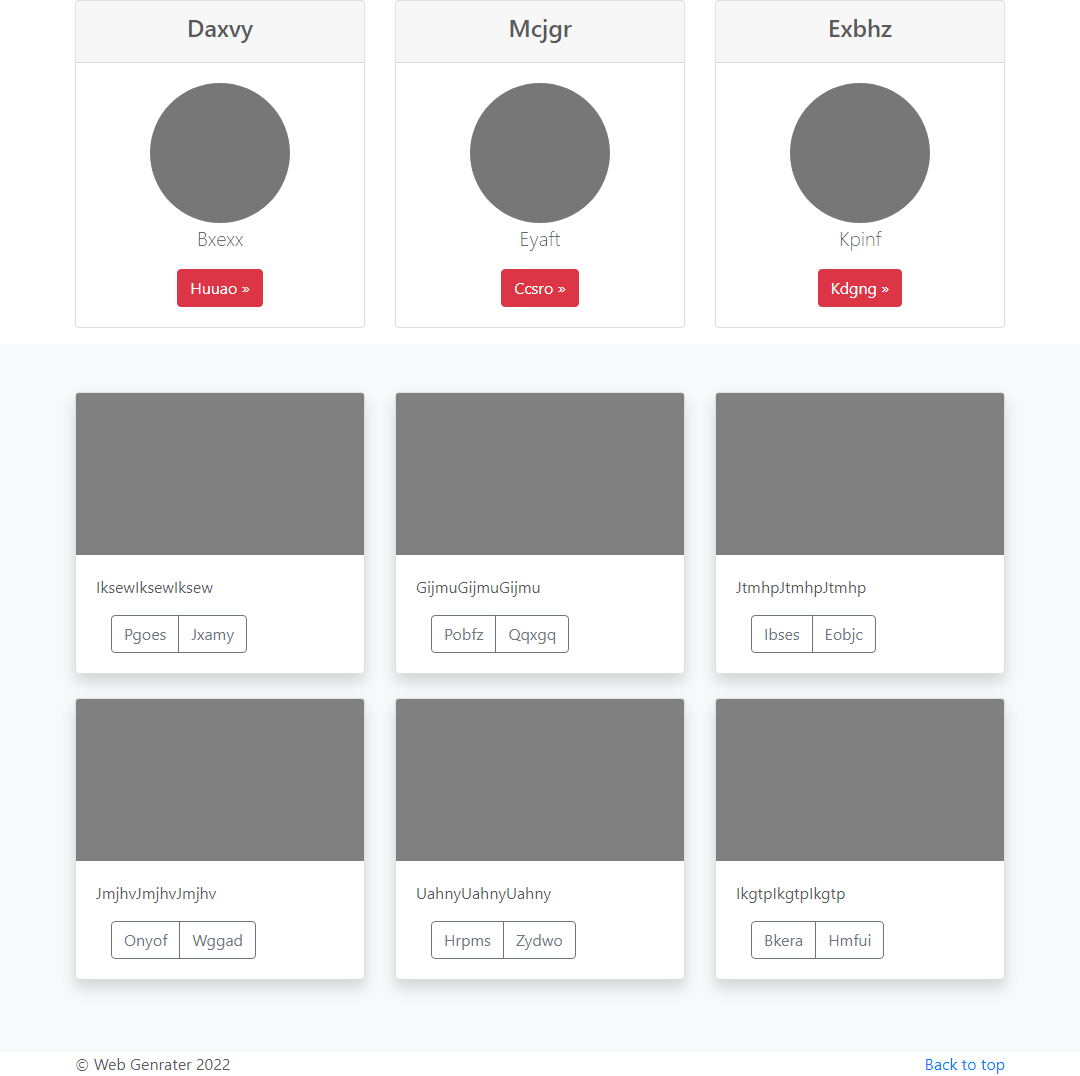 Daxvy
Mcjgr
Exbhz
Bxexx
Eyaft
Kpinf
Huuao »
Ccsro »
Kdgng »
IksewIksewIksew
GijmuGijmuGijmu
JtmhpJtmhpJtmhp
Pgoes Jxamy
Pobfz Qqxgq
Ibses Eobjc
JmjhvJmjhvJmjhv
UahnyUahnyUahny
IkgtpIkgtpIkgtp
Onyof Wggad
Hrpms Zydwo
Bkera Hmfui
© Web Genrater 2022
Back to top